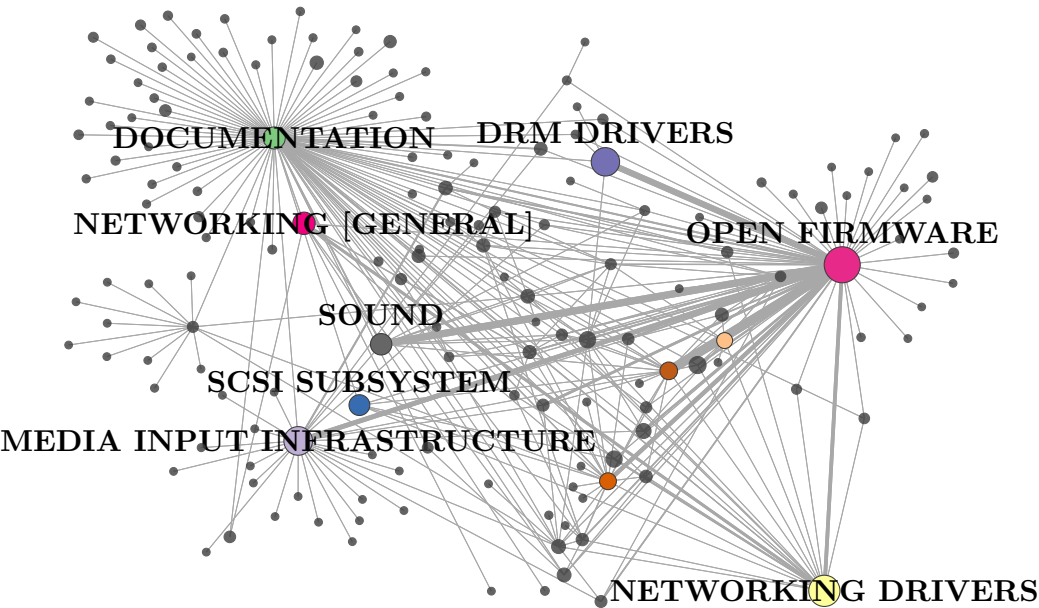 DRM DRIVERS
DOCUMENTATION
NETWORKING [GENERAL]
OPEN FIRMWARE
SOUND
SCSI SUBSYSTEM
MEDIA INPUT INFRASTRUCTURE
NETWORKING DRIVERS